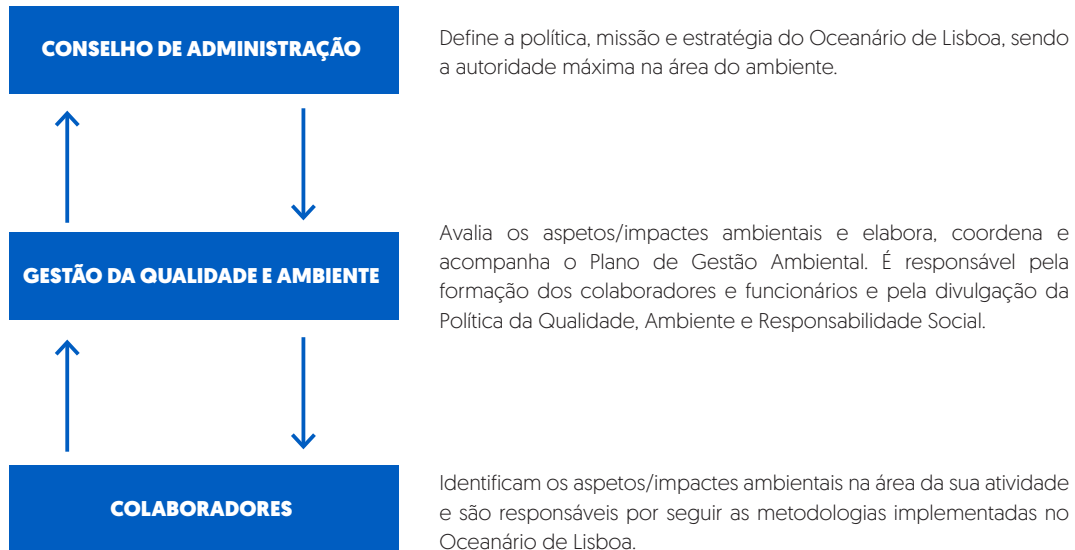 CONSELHO DE ADMINISTRAÇÃO
Define a política, missão e estratégia do Oceanário de Lisboa, sendo
a autoridade máxima na área do ambiente.
GESTÃO DA QUALIDADE E AMBIENTE
Avalia os aspetos/impactes ambientais e elabora, coordena e
acompanha o Plano de Gestão Ambiental. É responsável pela
formação dos colaboradores e funcionários e pela divulgação da
Política da Qualidade, Ambiente e Responsabilidade Social.
COLABORADORES
Identificam os aspetos/impactes ambientais na área da sua atividade
e são responsáveis por seguir as metodologias implementadas no
Oceanário de Lisboa.